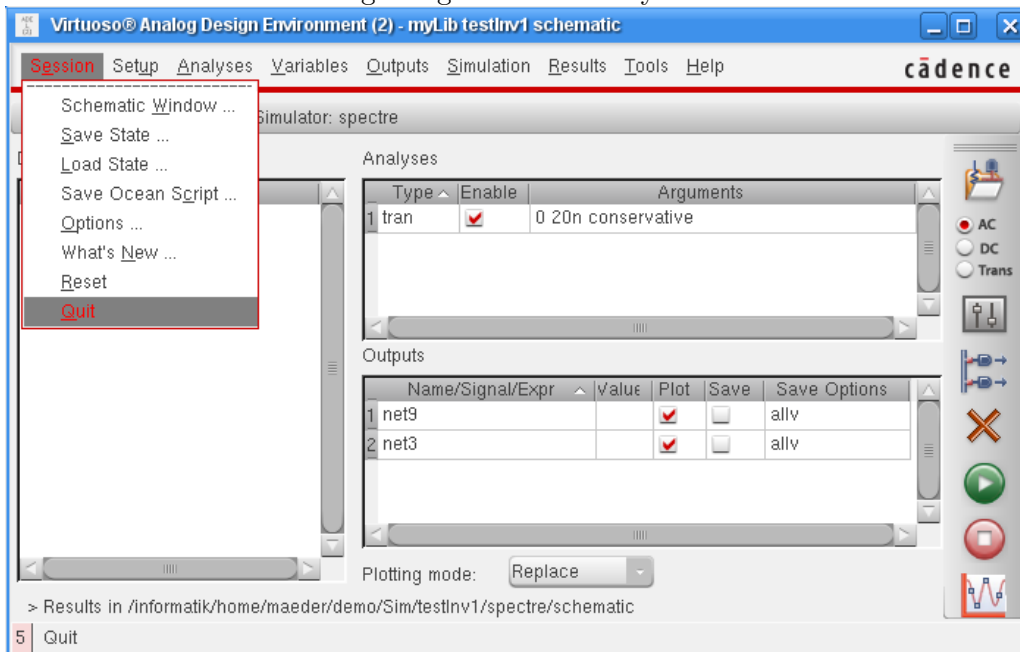 Virtuoso® Analog Design Environment (2) - myLib testInv1 schematic
Session Setup Analyses Variables Outputs Simulation Results Tools Help cādence
Schematic Window ...
Save State ...
Load State ...
Save Ocean Script ...
Options ...
What's New ...
Reset
Quit
Simulator: spectre
Analyses
Type Enable Arguments
1 tran 0 20n conservative
Outputs
Name/Signal/Expr Value Plot Save Save Options
1 net9 allv
2 net3 allv
Plotting mode: Replace
AC
DC
Trans
> Results in /informatik/home/maeder/demo/Sim/testInv1/spectre/schematic
5 Quit